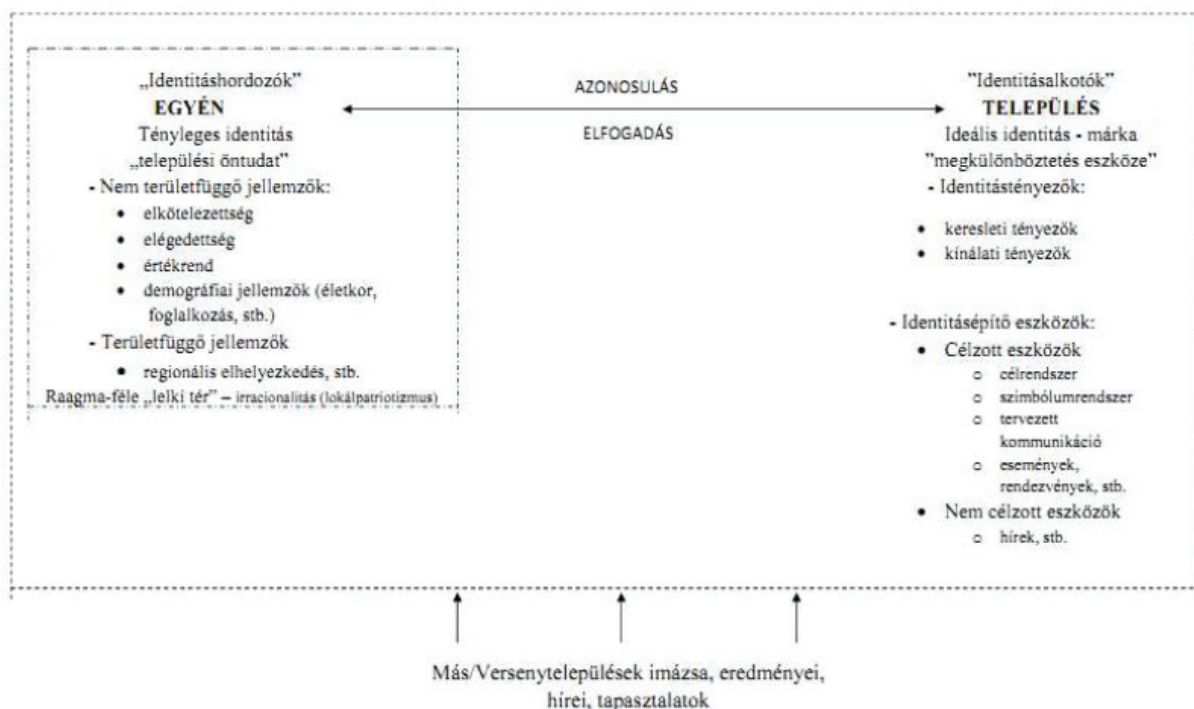 „Identitáshordozók”
EGYÉN
Tényleges identitás
„települési öntudat”
- Nem területfüggő jellemzők:
• elkötelezettség
• elégedettség
• értékrend
• demográfiai jellemzők (életkor,
foglalkozás, stb.)
- Területfüggő jellemzők
• regionális elhelyezkedés, stb.
Raagma-féle „lelki tér” – irracionalitás (lokálpatriotizmus)
AZONOSULÁS
ELFOGADÁS
"Identitásalkotók”
TELEPÜLÉS
Ideális identitás - márka
"megkülönböztetés eszköze”
- Identitástényezők:
• keresleti tényezők
• kínálati tényezők
- Identitásépítő eszközök:
• Célzott eszközök
o célrendszer
o szimbólumrendszer
o tervezett
kommunikáció
o események,
rendezvények, stb.
• Nem célzott eszközök
o hírek, stb.
Más/Versenytelepülések imázsa, eredményei,
hírei, tapasztalatok